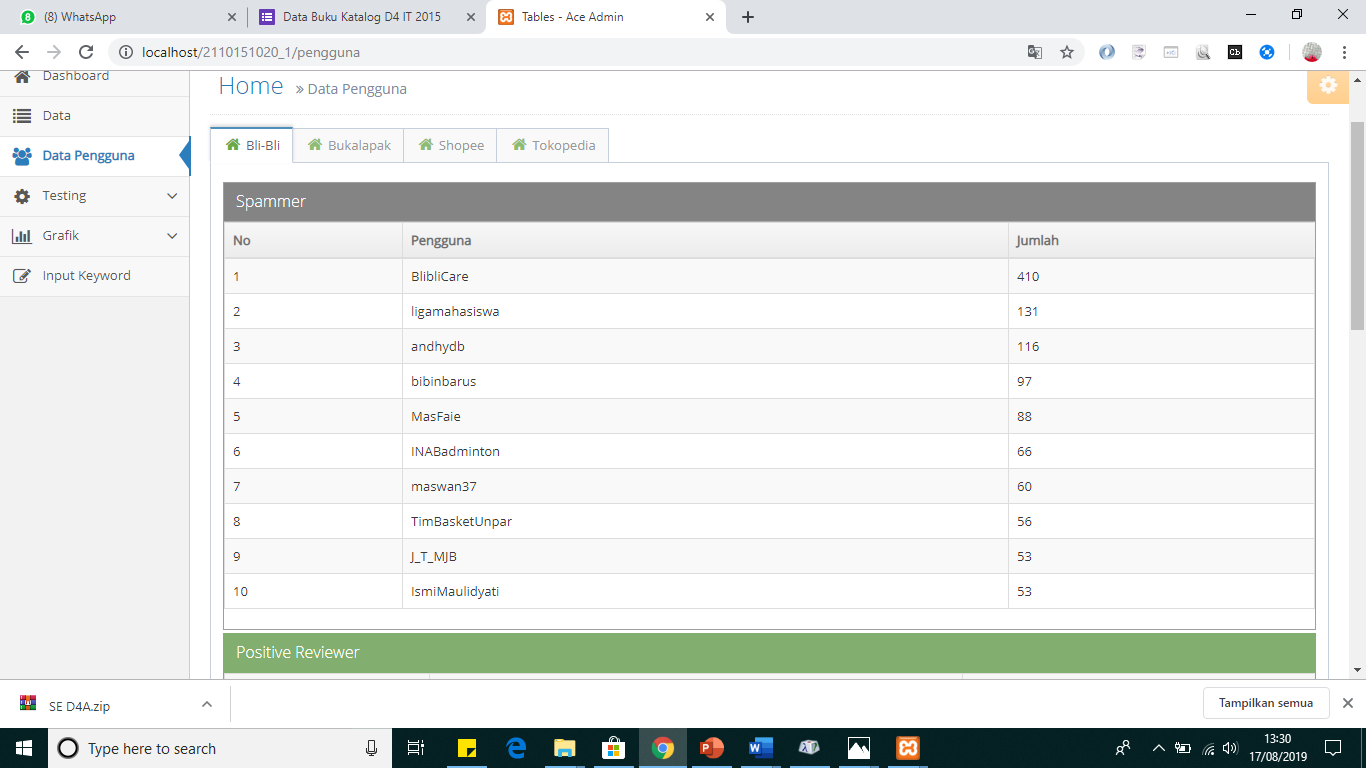 (8) WhatsApp
Data Buku Katalog D4 IT 2015
Tables - Ace Admin
localhost/2110151020_1/pengguna
Dashboard
Data
Data Pengguna
Testing
Grafik
Input Keyword
Home » Data Pengguna
Bli-Bli
Bukalapak
Shopee
Tokopedia
Spammer
No Pengguna Jumlah
1 BlibliCare 410
2 ligamahasiswa 131
3 andhydb 116
4 bibinbarus 97
5 MasFaie 88
6 INABadminton 66
7 maswan37 60
8 TimBasketUnpar 56
9 J_T_MJB 53
10 IsmiMaulidyati 53
Positive Reviewer
SE D4A.zip
Tampilkan semua
Type here to search
13:30
17/08/2019